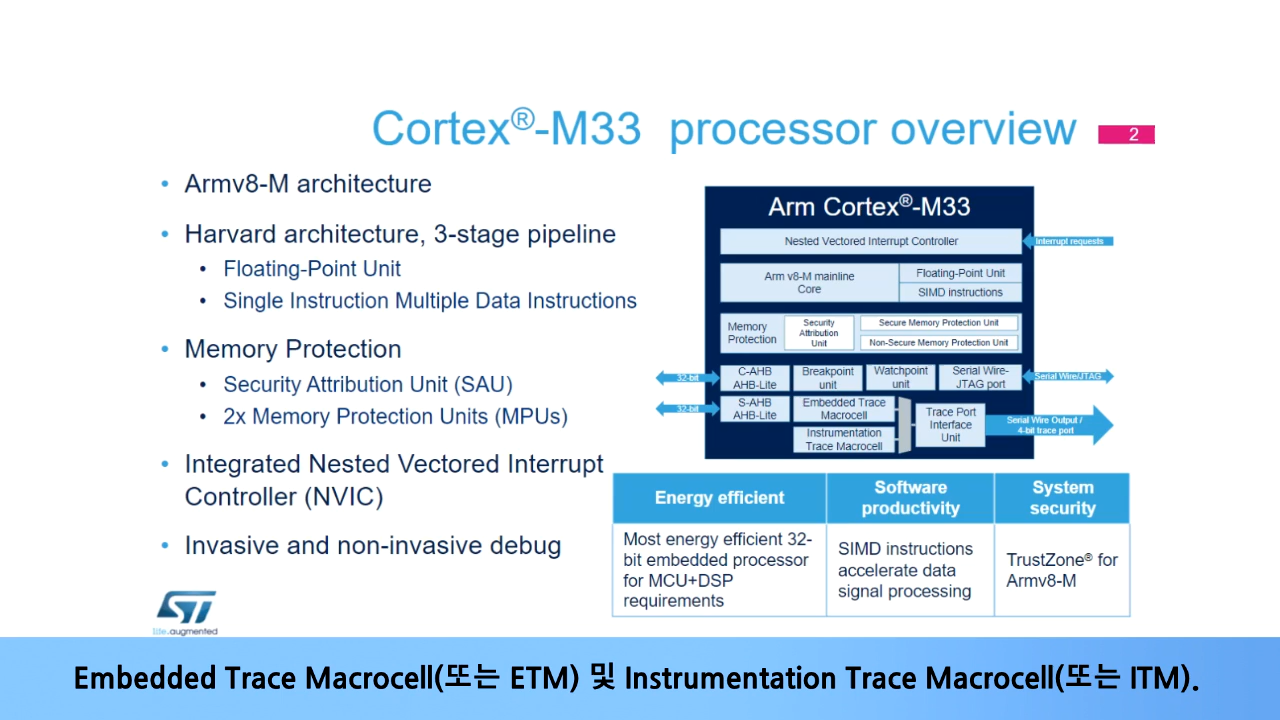 Cortex®-M33 processor overview
2
• Armv8-M architecture
• Harvard architecture, 3-stage pipeline
• Floating-Point Unit
• Single Instruction Multiple Data Instructions
• Memory Protection
• Security Attribution Unit (SAU)
• 2x Memory Protection Units (MPUs)
• Integrated Nested Vectored Interrupt
Controller (NVIC)
• Invasive and non-invasive debug
Arm Cortex®-M33
Nested Vectored Interrupt Controller
Interrupt requests
Arm v8-M mainline
Core
Floating-Point Unit
SIMD instructions
Memory
Protection
Security
Attribution
Unit
Secure Memory Protection Unit
Non-Secure Memory Protection Unit
32-bit
C-AHB
AHB-Lite
Breakpoint
unit
Watchpoint
unit
Serial Wire-
JTAG port
Serial Wire/JTAG
32-bit
S-AHB
AHB-Lite
Embedded Trace
Macrocell
Instrumentation
Trace Macrocell
Trace Port
Interface
Unit
Serial Wire Output /
4-bit trace port
Energy efficient
Software
productivity
System
security
Most energy efficient 32-
bit embedded processor
for MCU+DSP
requirements
SIMD instructions
accelerate data
signal processing
TrustZone® for
Armv8-M
ST
life.augmented
Embedded Trace Macrocell(또는 ETM) 및 Instrumentation Trace Macrocell(또는 ITM).